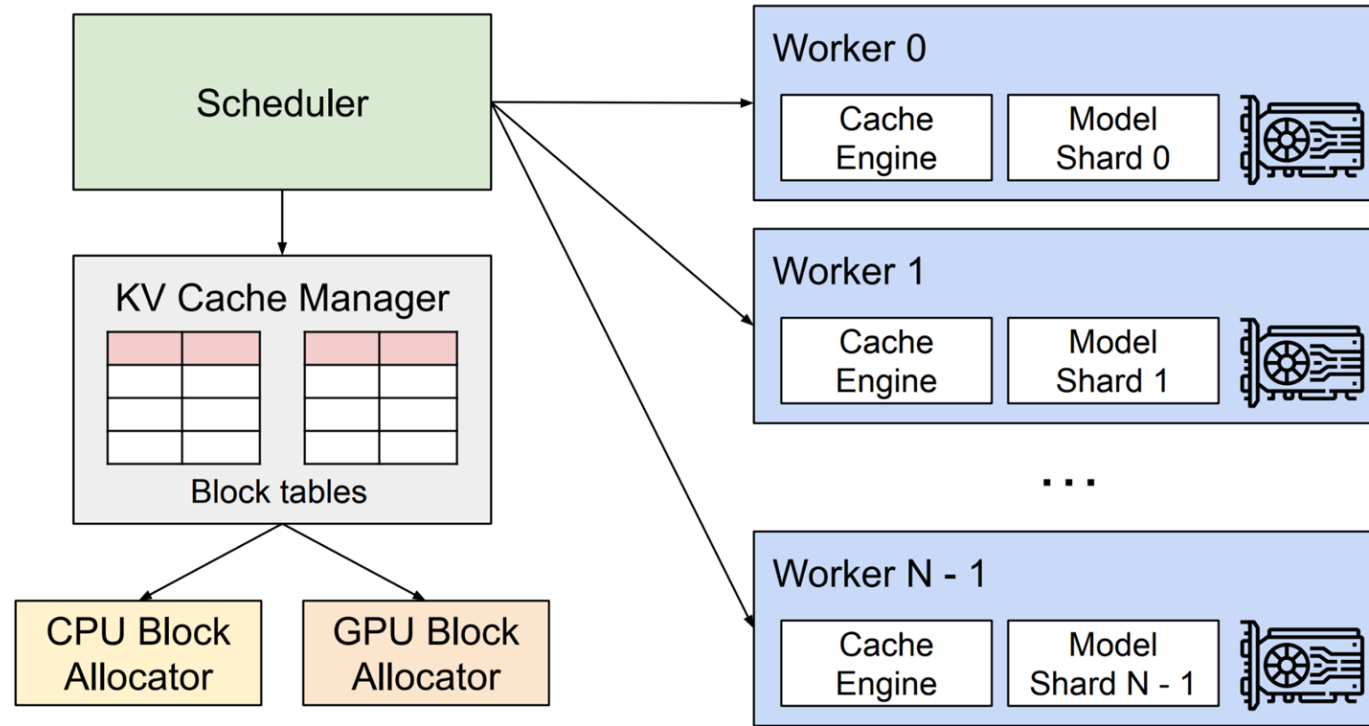 Scheduler
KV Cache Manager
Block tables
CPU Block
Allocator
GPU Block
Allocator
Worker 0
Cache
Engine
Model
Shard 0
Worker 1
Cache
Engine
Model
Shard 1
...
Worker N - 1
Cache
Engine
Model
Shard N - 1